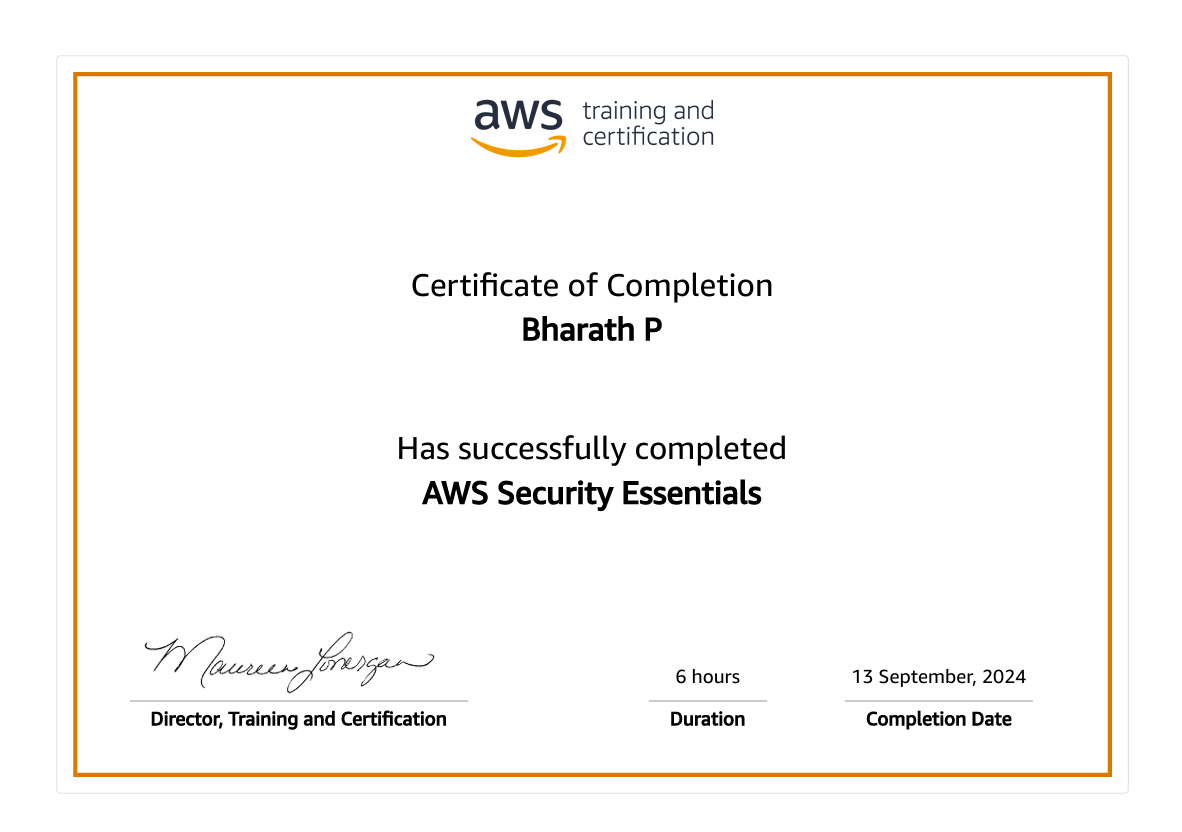 aws training and
certification
Certificate of Completion
Bharath P
Has successfully completed
AWS Security Essentials
Maureen Lonergan
6 hours
13 September, 2024
Director, Training and Certification
Duration
Completion Date